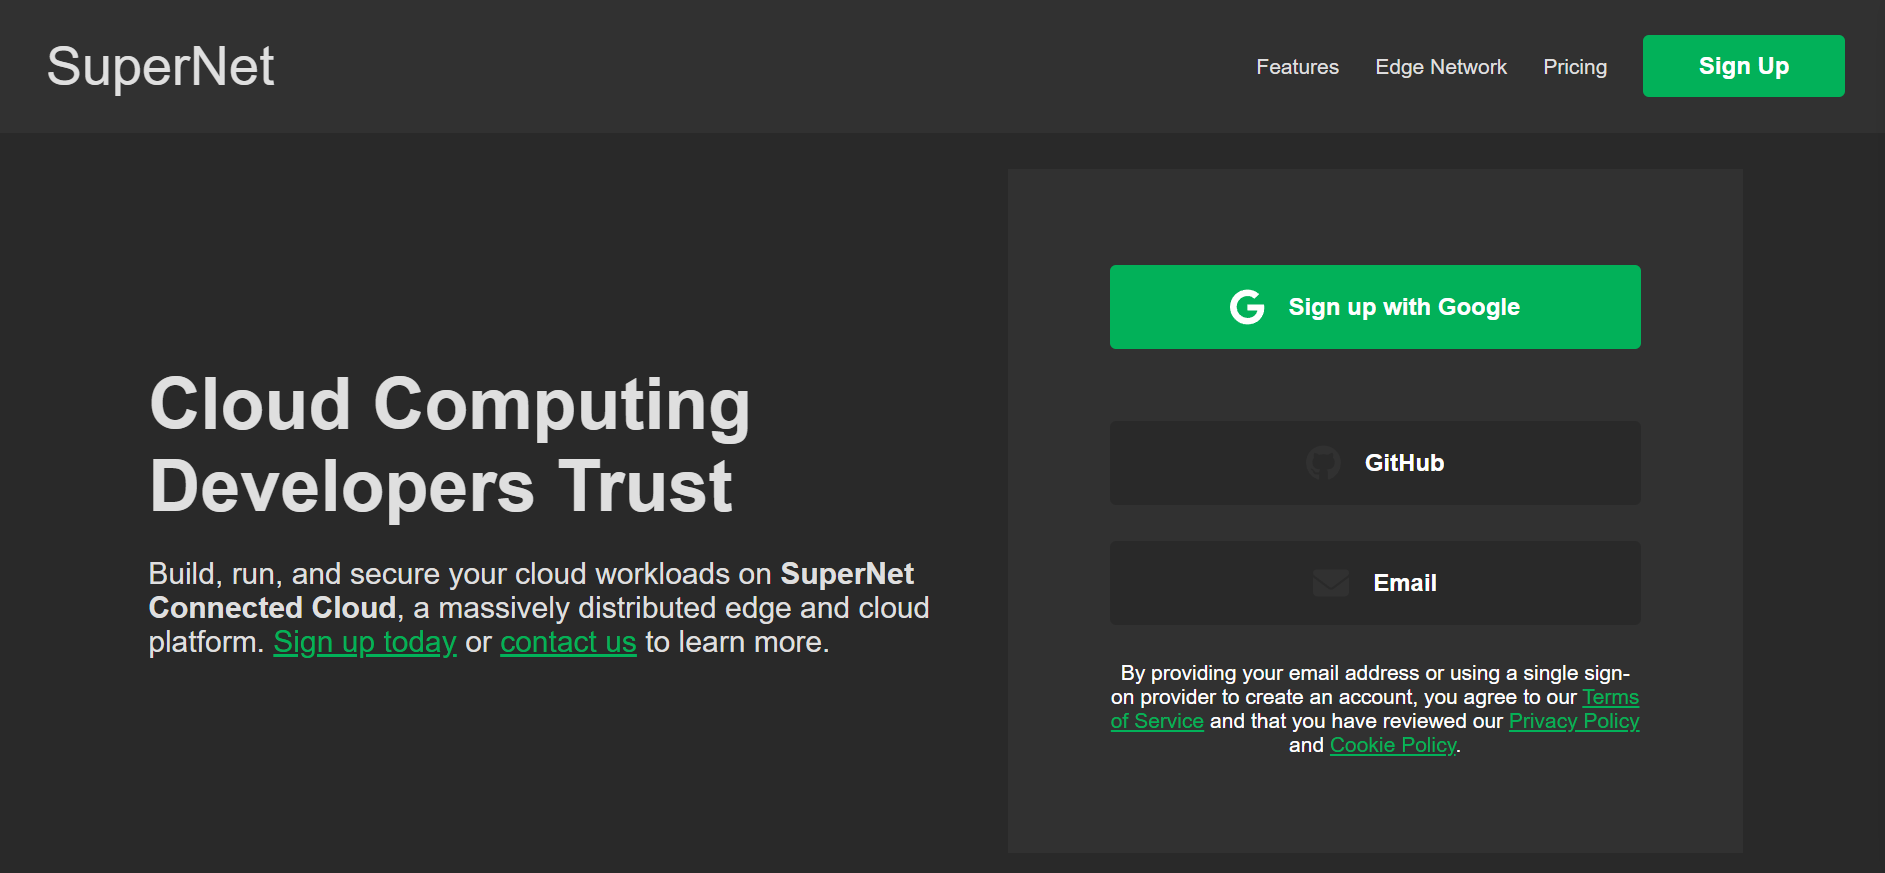 SuperNet
Features
Edge Network
Pricing
Sign Up
Cloud Computing
Developers Trust
Build, run, and secure your cloud workloads on SuperNet
Connected Cloud, a massively distributed edge and cloud
platform. Sign up today or contact us to learn more.
Sign up with Google
GitHub
Email
By providing your email address or using a single sign-
on provider to create an account, you agree to our Terms
of Service and that you have reviewed our Privacy Policy
and Cookie Policy.